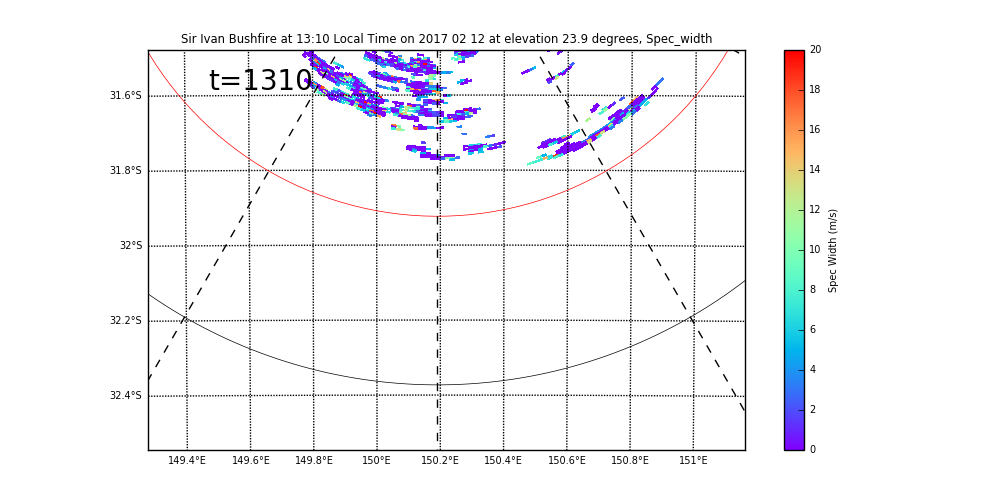 Sir Ivan Bushfire at 13:10 Local Time on 2017 02 12 at elevation 23.9 degrees, Spec_width
t=1310
31.6°S
31.8°S
32°S
32.2°S
32.4°S
149.4°E 149.6°E 149.8°E 150°E 150.2°E 150.4°E 150.6°E 150.8°E 151°E
20
18
16
14
12
10
8
6
4
2
0
Spec Width (m/s)